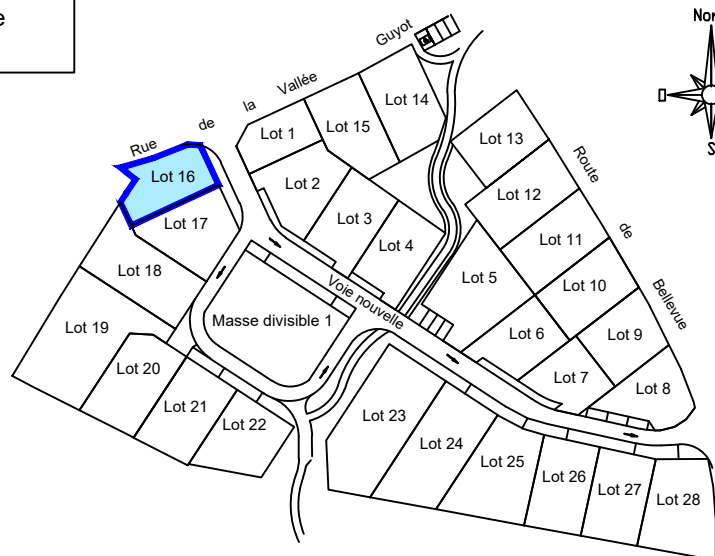 e
Nor
S
Rue de la Vallée Guyot
Lot 1
Lot 15
Lot 14
Lot 13
Lot 16
Lot 2
Lot 12
Lot 17
Lot 3
Lot 11
Lot 4
Lot 18
Lot 5
Lot 10
Route de Bellevue
Voie nouvelle
Masse divisible 1
Lot 19
Lot 6
Lot 9
Lot 20
Lot 7
Lot 8
Lot 21
Lot 22
Lot 23
Lot 24
Lot 25
Lot 26
Lot 27
Lot 28